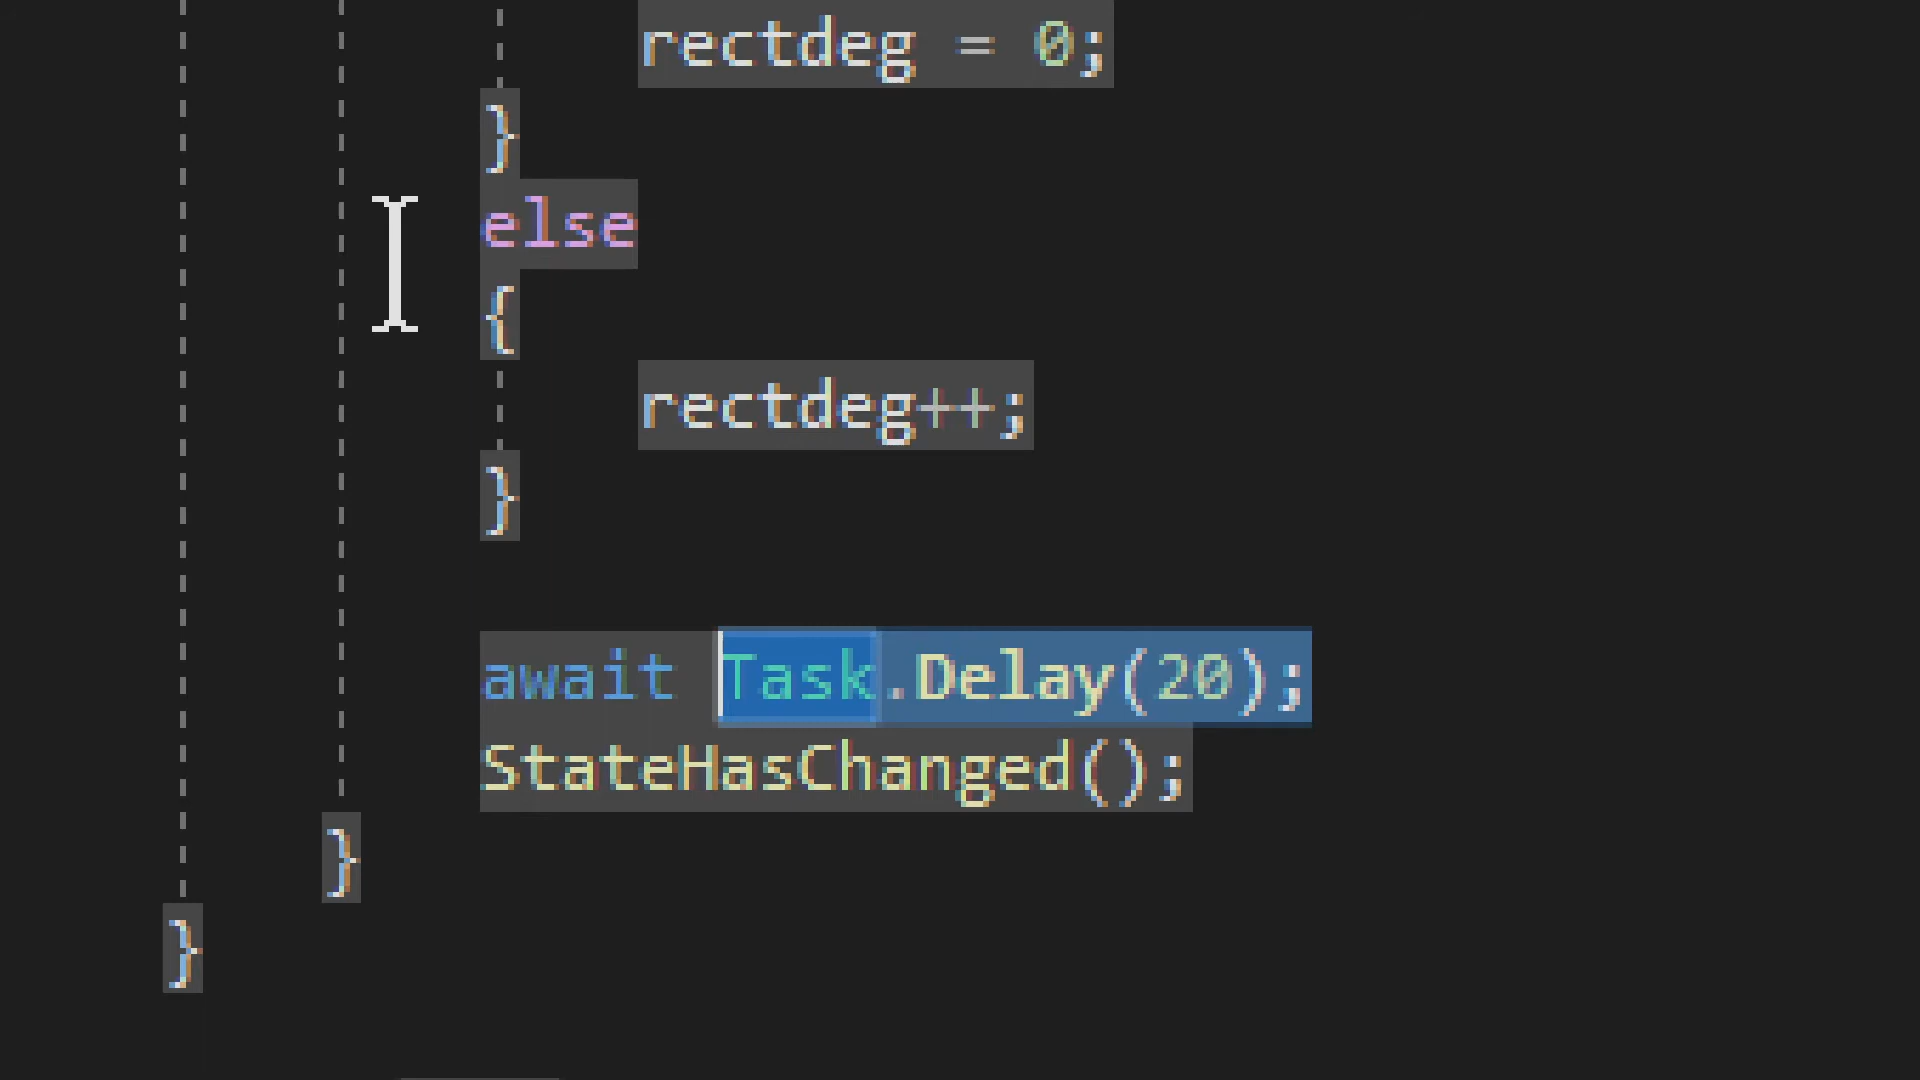 rectdeg = 0;
}
else
{
rectdeg++;
}
await Task.Delay(20);
StateHasChanged();
}
}